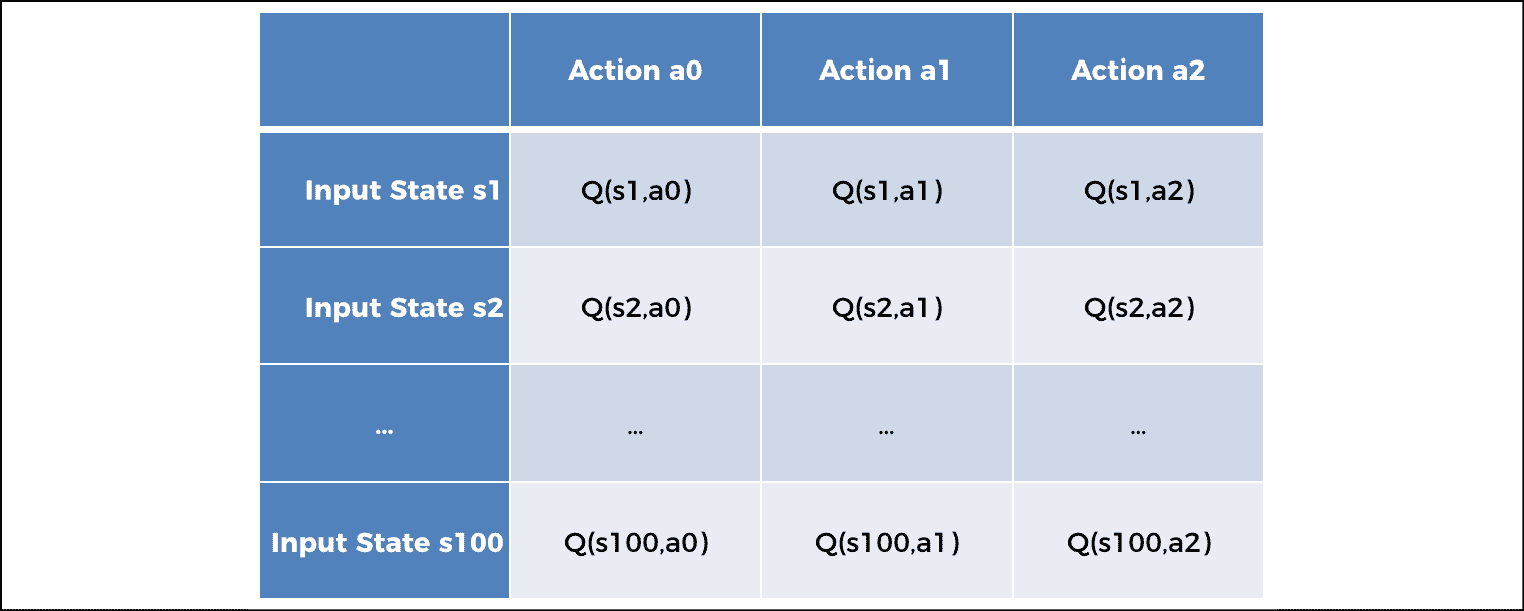 Action a0 Action a1 Action a2
Input State s1 Q(s1,a0) Q(s1,a1) Q(s1,a2)
Input State s2 Q(s2,a0) Q(s2,a1) Q(s2,a2)
... ... ... ...
Input State s100 Q(s100,a0) Q(s100,a1) Q(s100,a2)